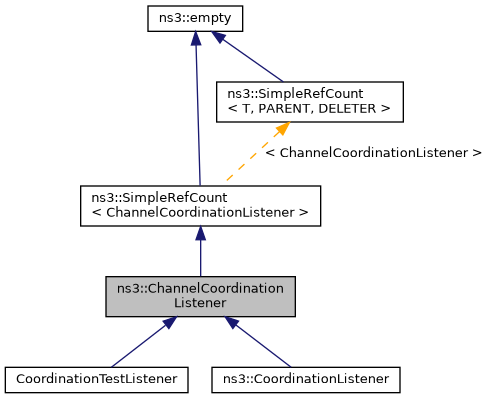 ns3::empty
ns3::SimpleRefCount
< T, PARENT, DELETER >
< ChannelCoordinationListener >
ns3::SimpleRefCount
< ChannelCoordinationListener >
ns3::ChannelCoordination
Listener
CoordinationTestListener
ns3::CoordinationListener